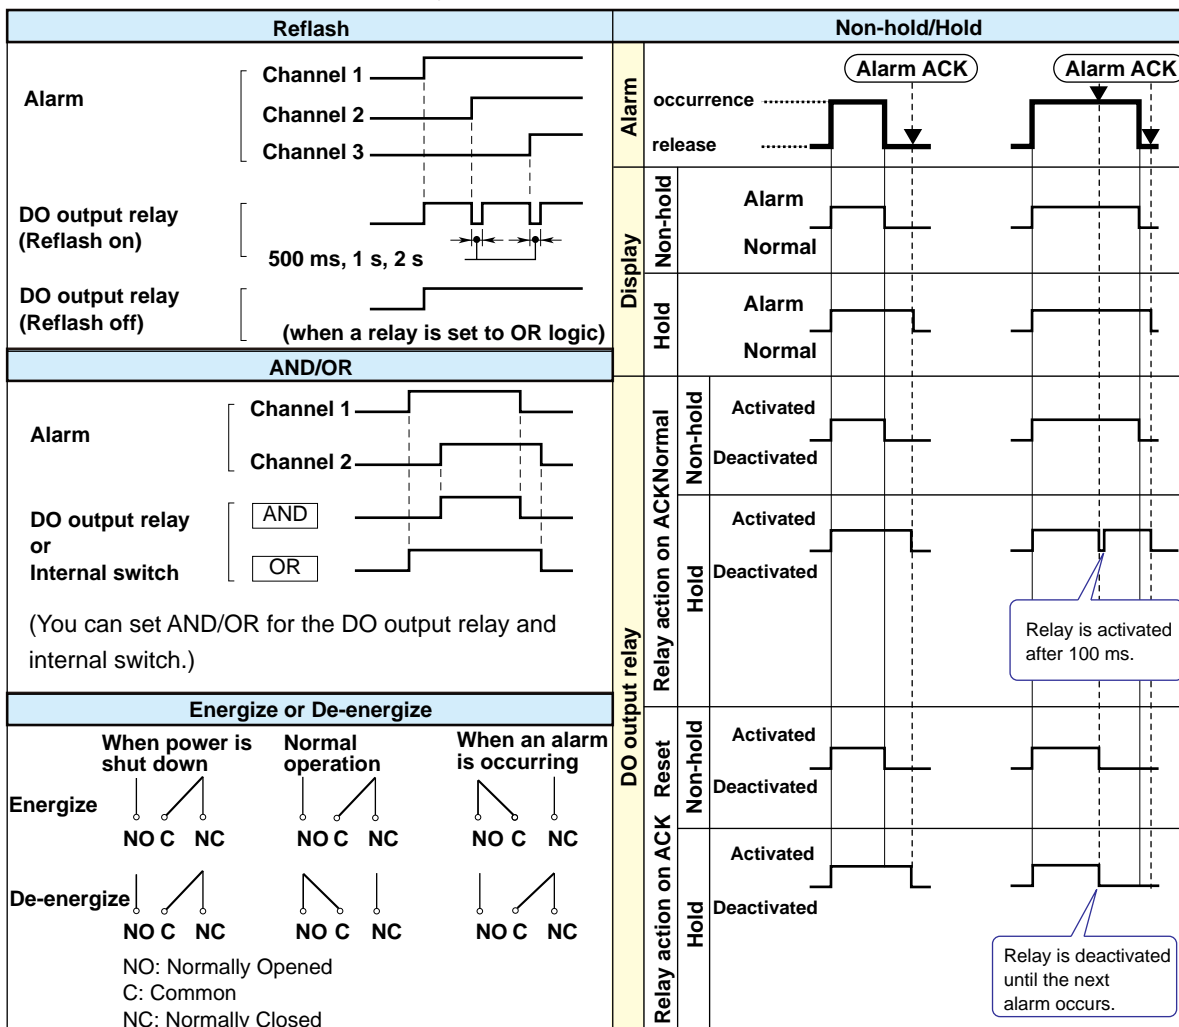 Reflash
Alarm
Channel 1
Channel 2
Channel 3
DO output relay
(Reflash on)
500 ms, 1 s, 2 s
DO output relay
(Reflash off)
(when a relay is set to OR logic)
AND/OR
Alarm
Channel 1
Channel 2
DO output relay
or
Internal switch
AND
OR
(You can set AND/OR for the DO output relay and
internal switch.)
Energize or De-energize
When power is
shut down
Normal
operation
When an alarm
is occurring
Energize
NO C NC
NO C NC
NO C NC
De-energize
NO C NC
NO C NC
NO C NC
NO: Normally Opened
C: Common
NC: Normally Closed
Non-hold/Hold
Alarm
Alarm ACK
Alarm ACK
occurrence
release
Display
Non-hold
Alarm
Normal
Hold
Alarm
Normal
DO output relay
Relay action on ACK Normal
Non-hold
Activated
Deactivated
Hold
Activated
Deactivated
Relay is activated
after 100 ms.
Relay action on ACK Reset
Non-hold
Activated
Deactivated
Hold
Activated
Deactivated
Relay is deactivated
until the next
alarm occurs.